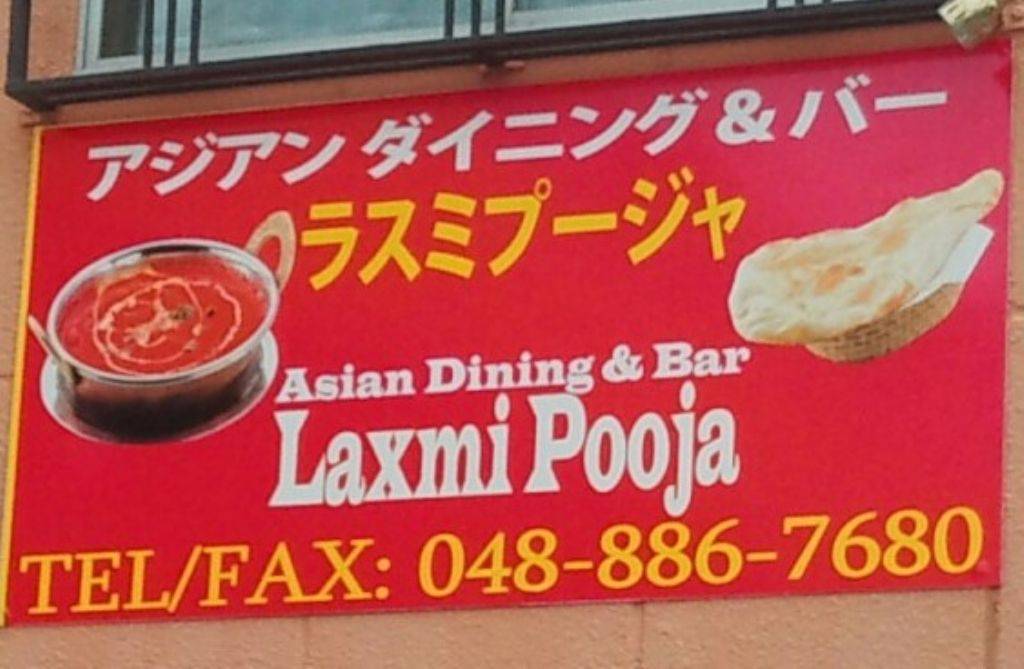 アジアン ダイニング & バー
ラスミプージャ
Asian Dining & Bar
Laxmi Pooja
TEL/FAX: 048-886-7680